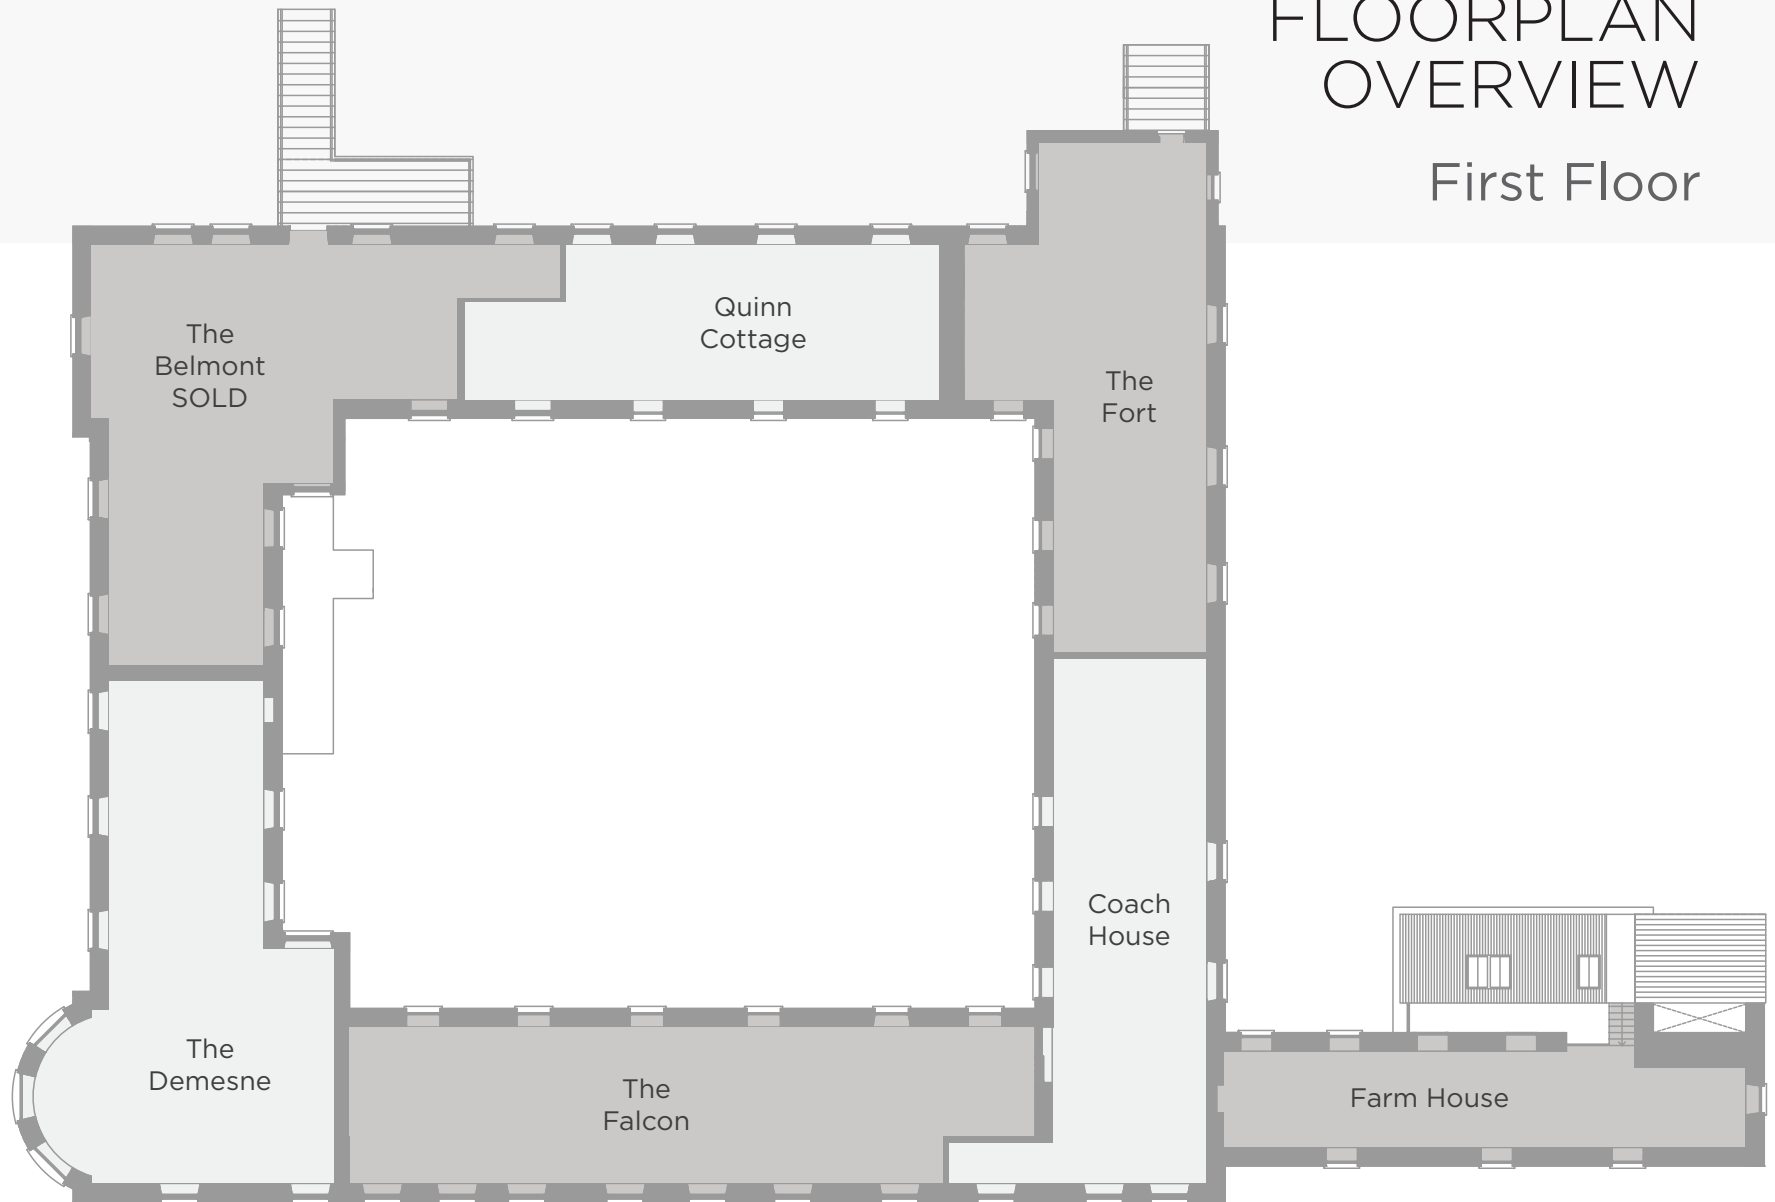 FLOORPLAN
OVERVIEW
First Floor
The
Belmont
SOLD
Quinn
Cottage
The
Fort
Coach
House
The
Demesne
The
Falcon
Farm House